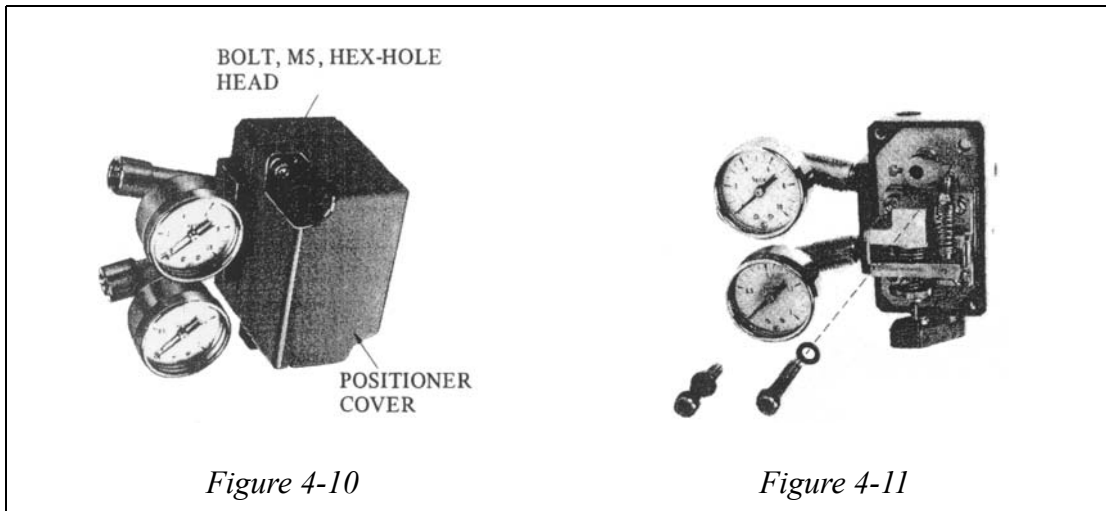 BOLT, M5, HEX-HOLE
HEAD
POSITIONER
COVER
Figure 4-10
Figure 4-11